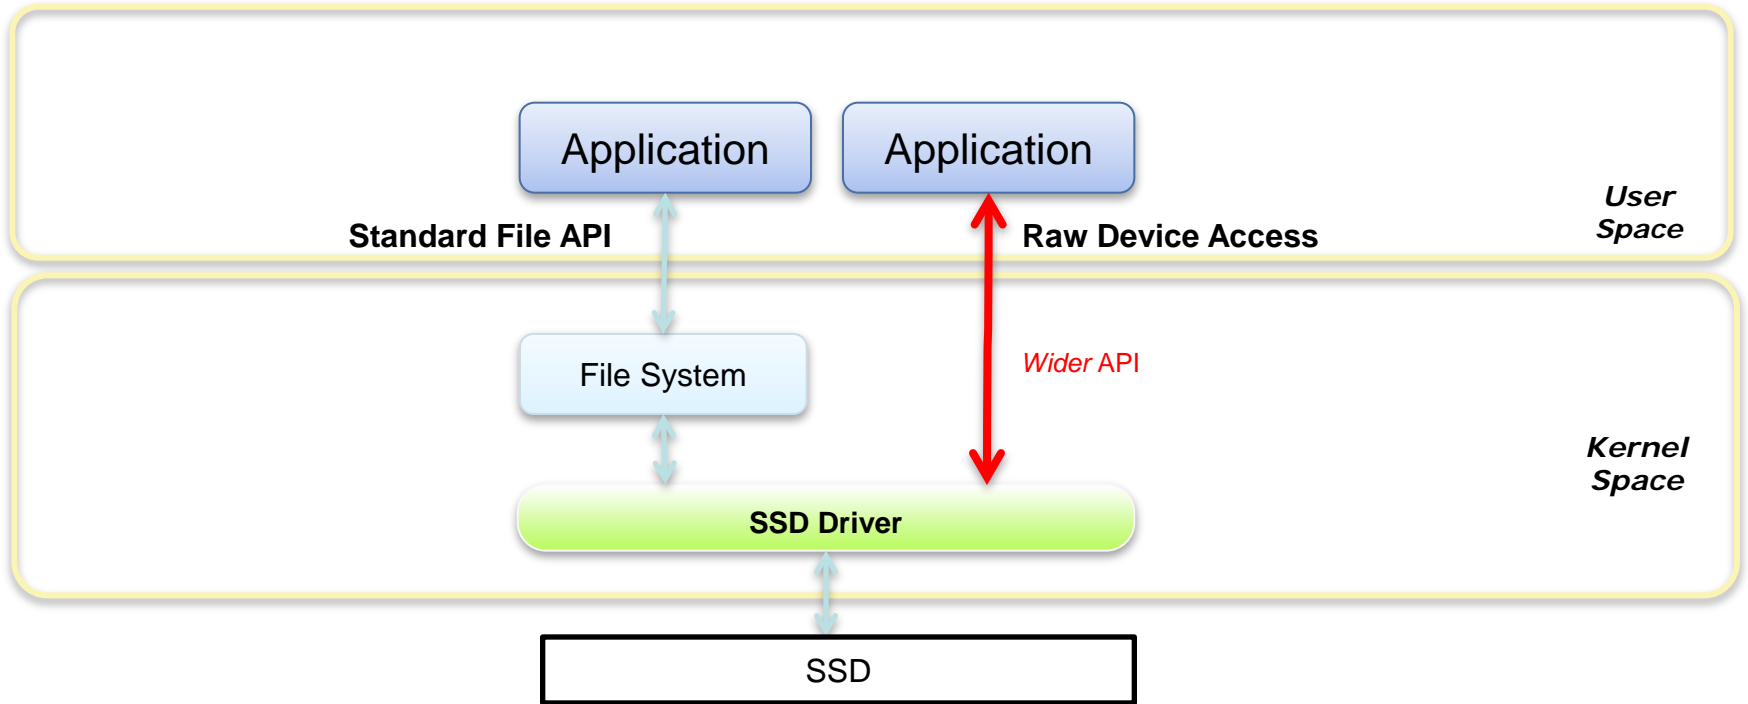 Application
Application
User
Space
Standard File API
Raw Device Access
File System
Wider API
Kernel
Space
SSD Driver
SSD